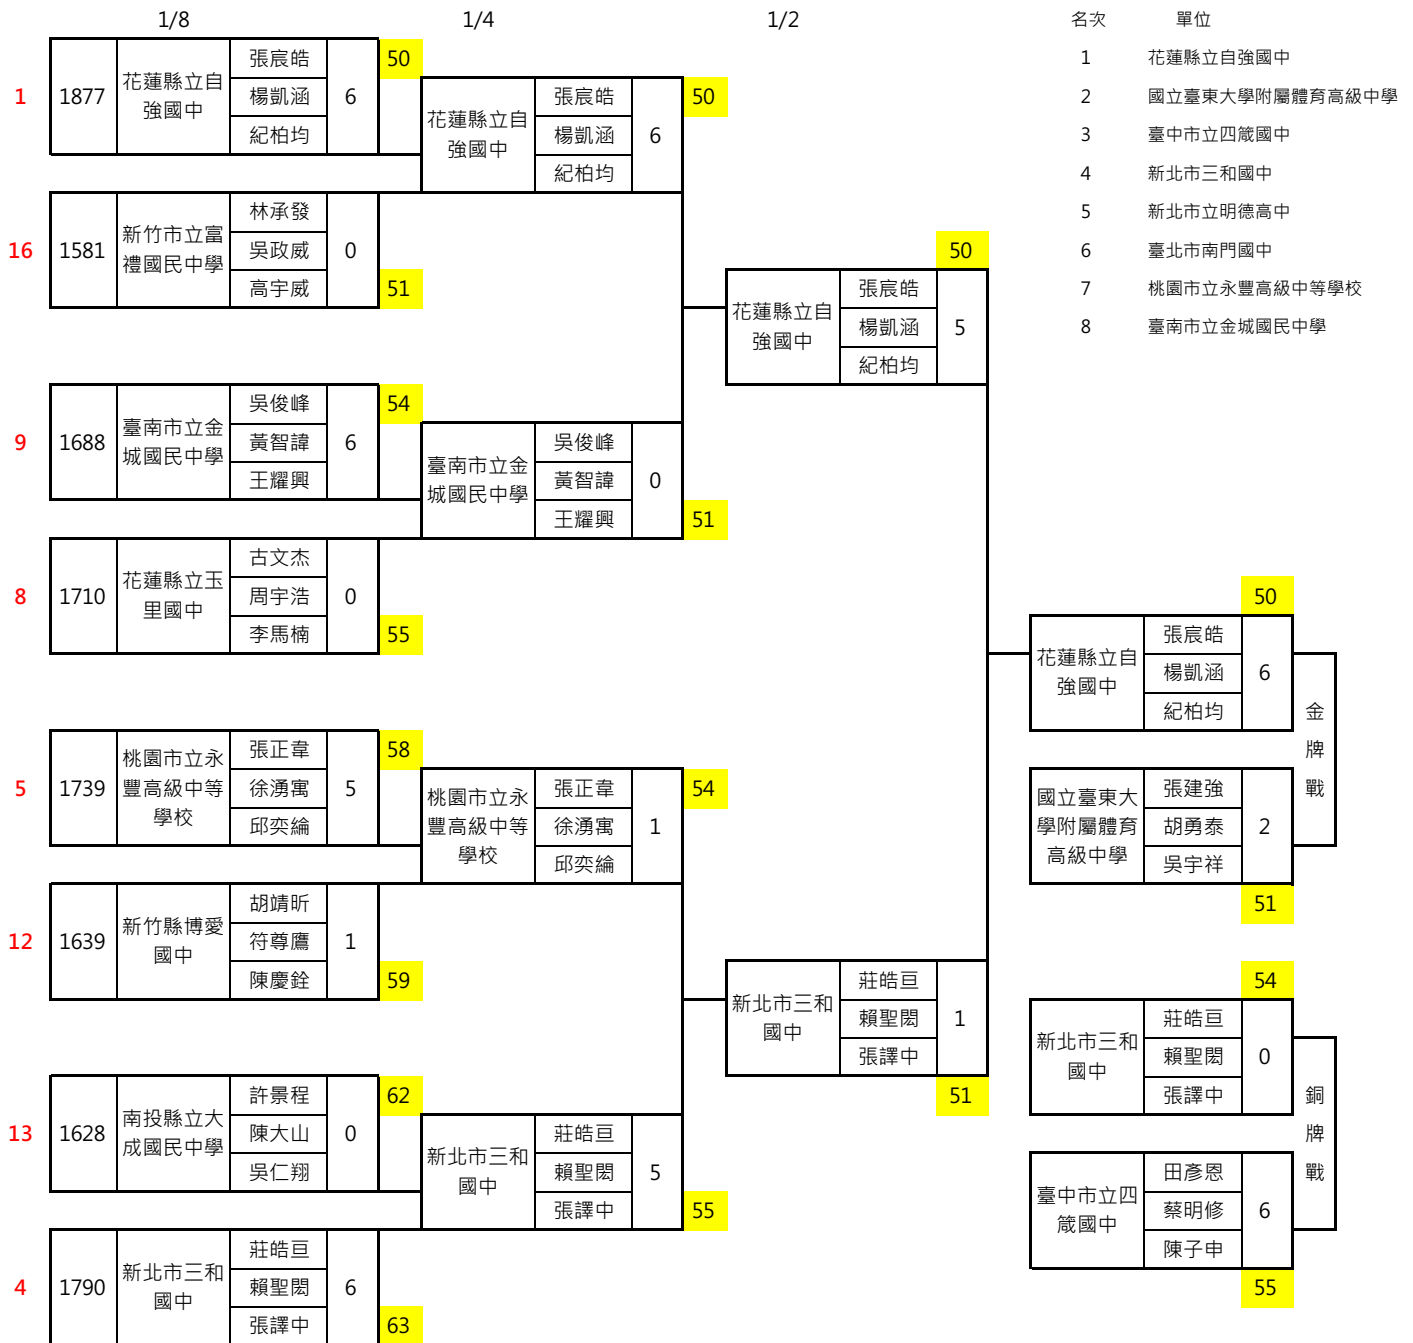 1/8 1/4 1/2 名次 單位
1 花蓮縣立自強國中
2 國立臺東大學附屬體育高級中學
3 臺中市立四箴國中
4 新北市三和國中
5 新北市立明德高中
6 臺北市南門國中
7 桃園市立永豐高級中等學校
8 臺南市立金城國民中學
1
1877
花蓮縣立自
強國中
張宸皓
楊凱涵
紀柏均
6
50
16
1581
新竹市立富
禮國民中學
林承發
吳政威
高宇威
0
51
9
1688
臺南市立金
城國民中學
吳俊峰
黃智諱
王耀興
6
54
8
1710
花蓮縣立玉
里國中
古文杰
周宇浩
李馬楠
0
55
5
1739
桃園市立永
豐高級中等
學校
張正韋
徐湧寓
邱奕綸
5
58
12
1639
新竹縣博愛
國中
胡靖昕
符尊鷹
陳慶銓
1
59
13
1628
南投縣立大
成國民中學
許景程
陳大山
吳仁翔
0
62
4
1790
新北市三和
國中
莊皓亘
賴聖閎
張譯中
6
63
花蓮縣立自
強國中
張宸皓
楊凱涵
紀柏均
6
50
臺南市立金
城國民中學
吳俊峰
黃智諱
王耀興
0
51
桃園市立永
豐高級中等
學校
張正韋
徐湧寓
邱奕綸
1
54
新北市三和
國中
莊皓亘
賴聖閎
張譯中
5
55
50
花蓮縣立自
強國中
張宸皓
楊凱涵
紀柏均
5
新北市三和
國中
莊皓亘
賴聖閎
張譯中
1
51
50
花蓮縣立自
強國中
張宸皓
楊凱涵
紀柏均
6
金
牌
戰
國立臺東大
學附屬體育
高級中學
張建強
胡勇泰
吳宇祥
2
51
54
新北市三和
國中
莊皓亘
賴聖閎
張譯中
0
銅
牌
戰
臺中市立四
箴國中
田彥恩
蔡明修
陳子申
6
55